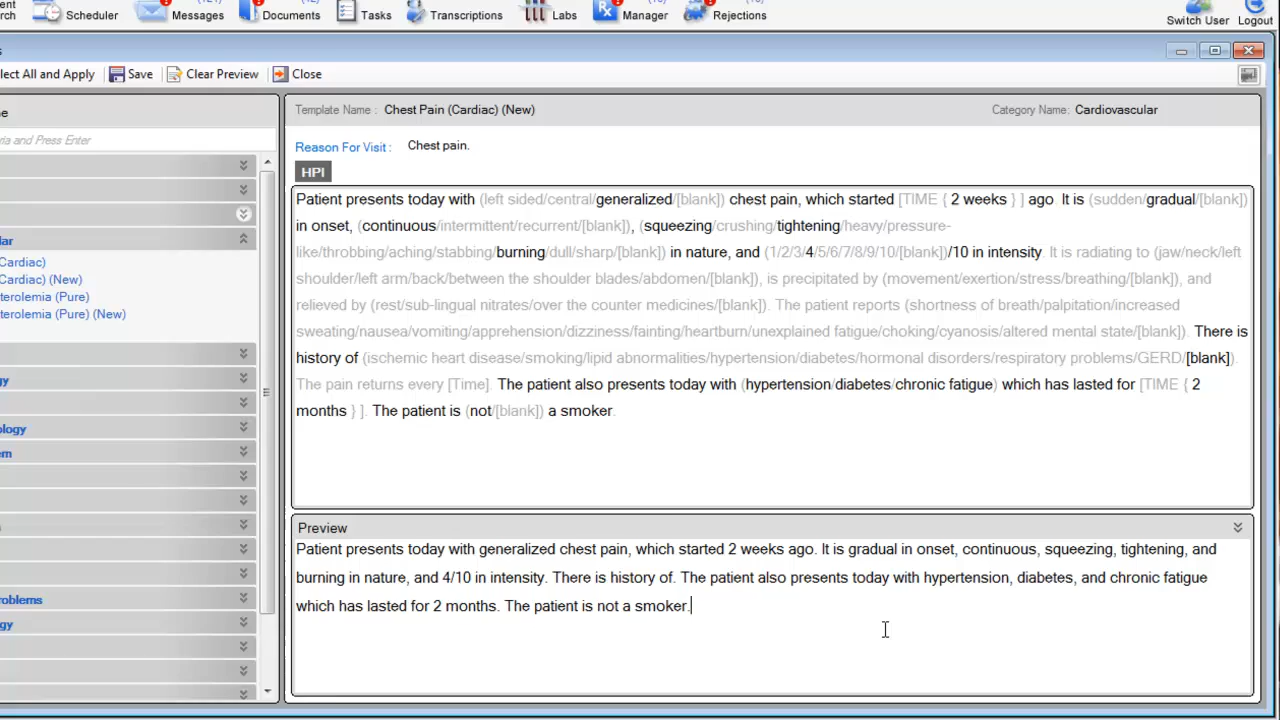 Scheduler Messages Documents Tasks Transcriptions Labs Manager Rejections Switch User Logout
lect All and Apply Save Clear Preview Close
Template Name : Chest Pain (Cardiac) (New) Category Name: Cardiovascular
ria and Press Enter
Reason For Visit : Chest pain.
HPI
Patient presents today with (left sided/central/generalized/[blank]) chest pain, which started [TIME { 2 weeks } ] ago. It is (sudden/gradual/[blank])
in onset, (continuous/intermittent/recurrent/[blank]), (squeezing/crushing/tightening/heavy/pressure-
like/throbbing/aching/stabbing/burning/dull/sharp/[blank]) in nature, and (1/2/3/4/5/6/7/8/9/10/[blank])/10 in intensity. It is radiating to (jaw/neck/left
shoulder/left arm/back/between the shoulder blades/abdomen/[blank]), is precipitated by (movement/exertion/stress/breathing/[blank]), and
relieved by (rest/sub-lingual nitrates/over the counter medicines/[blank]). The patient reports (shortness of breath/palpitation/increased
sweating/nausea/vomiting/apprehension/dizziness/fainting/heartburn/unexplained fatigue/choking/cyanosis/altered mental state/[blank]). There is
history of (ischemic heart disease/smoking/lipid abnormalities/hypertension/diabetes/hormonal disorders/respiratory problems/GERD/[blank]).
The pain returns every [Time]. The patient also presents today with (hypertension/diabetes/chronic fatigue) which has lasted for [TIME { 2
months } ]. The patient is (not/[blank]) a smoker.
lar
Cardiac)
Cardiac) (New)
terolemia (Pure)
terolemia (Pure) (New)
gy
ology
em
roblems
gy
Preview
Patient presents today with generalized chest pain, which started 2 weeks ago. It is gradual in onset, continuous, squeezing, tightening, and
burning in nature, and 4/10 in intensity. There is history of. The patient also presents today with hypertension, diabetes, and chronic fatigue
which has lasted for 2 months. The patient is not a smoker.